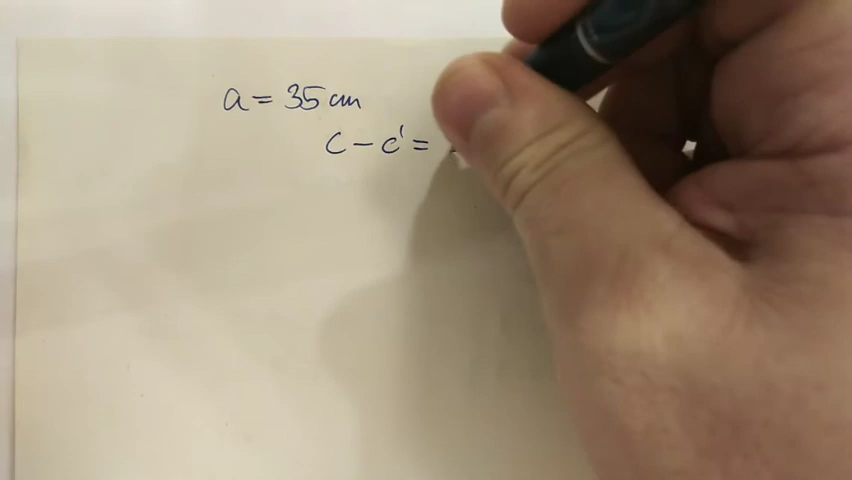 a = 35 cm
c - c' =